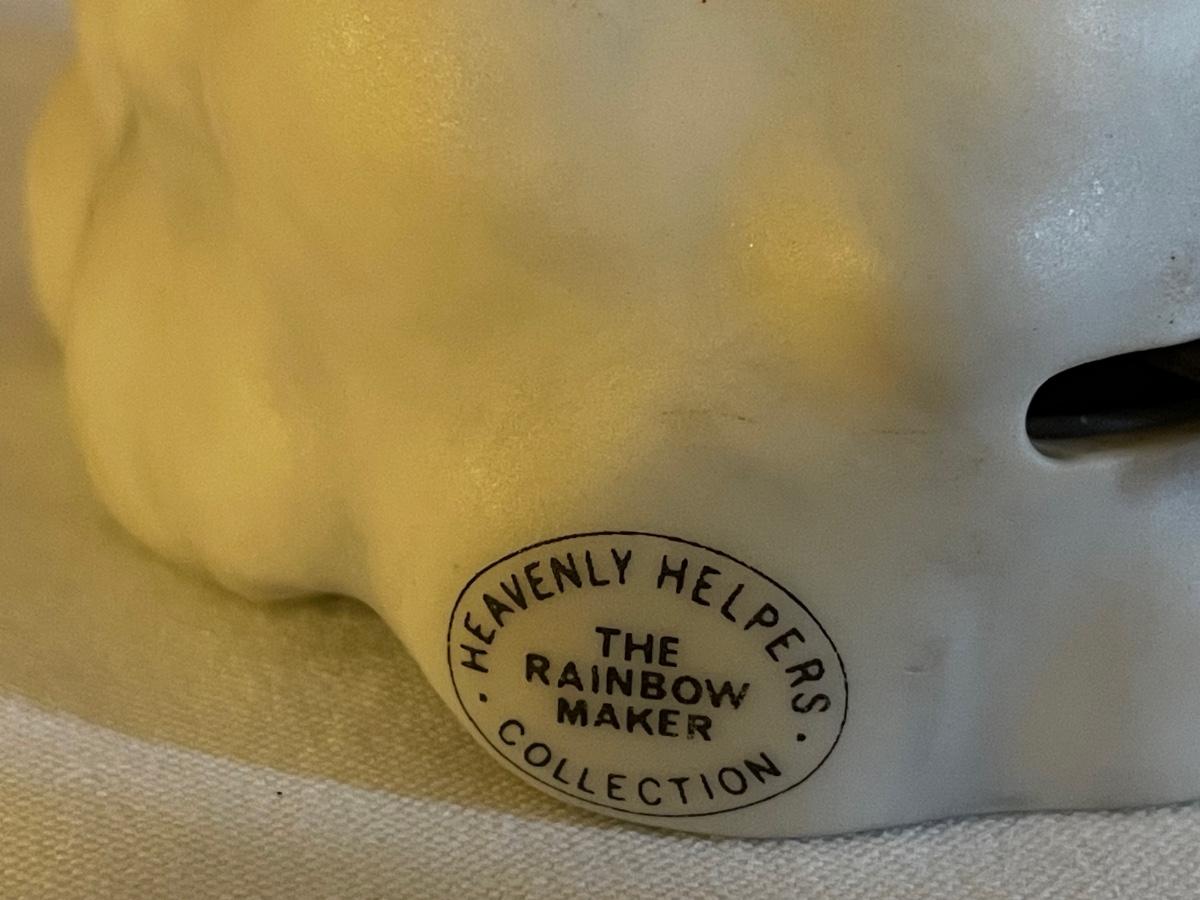 · HEAVENLY HELPERS ·
THE
RAINBOW
MAKER
COLLECTION